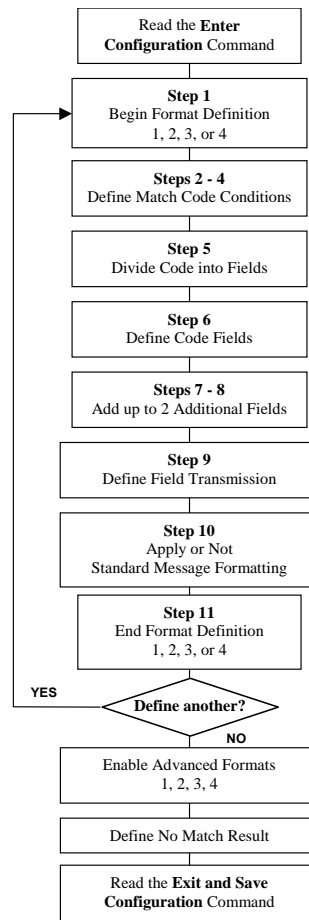 Read the Enter
Configuration Command
Step 1
Begin Format Definition
1, 2, 3, or 4
Steps 2 - 4
Define Match Code Conditions
Step 5
Divide Code into Fields
Step 6
Define Code Fields
Steps 7 - 8
Add up to 2 Additional Fields
Step 9
Define Field Transmission
Step 10
Apply or Not
Standard Message Formatting
Step 11
End Format Definition
1, 2, 3, or 4
YES
Define another?
NO
Enable Advanced Formats
1, 2, 3, 4
Define No Match Result
Read the Exit and Save
Configuration Command